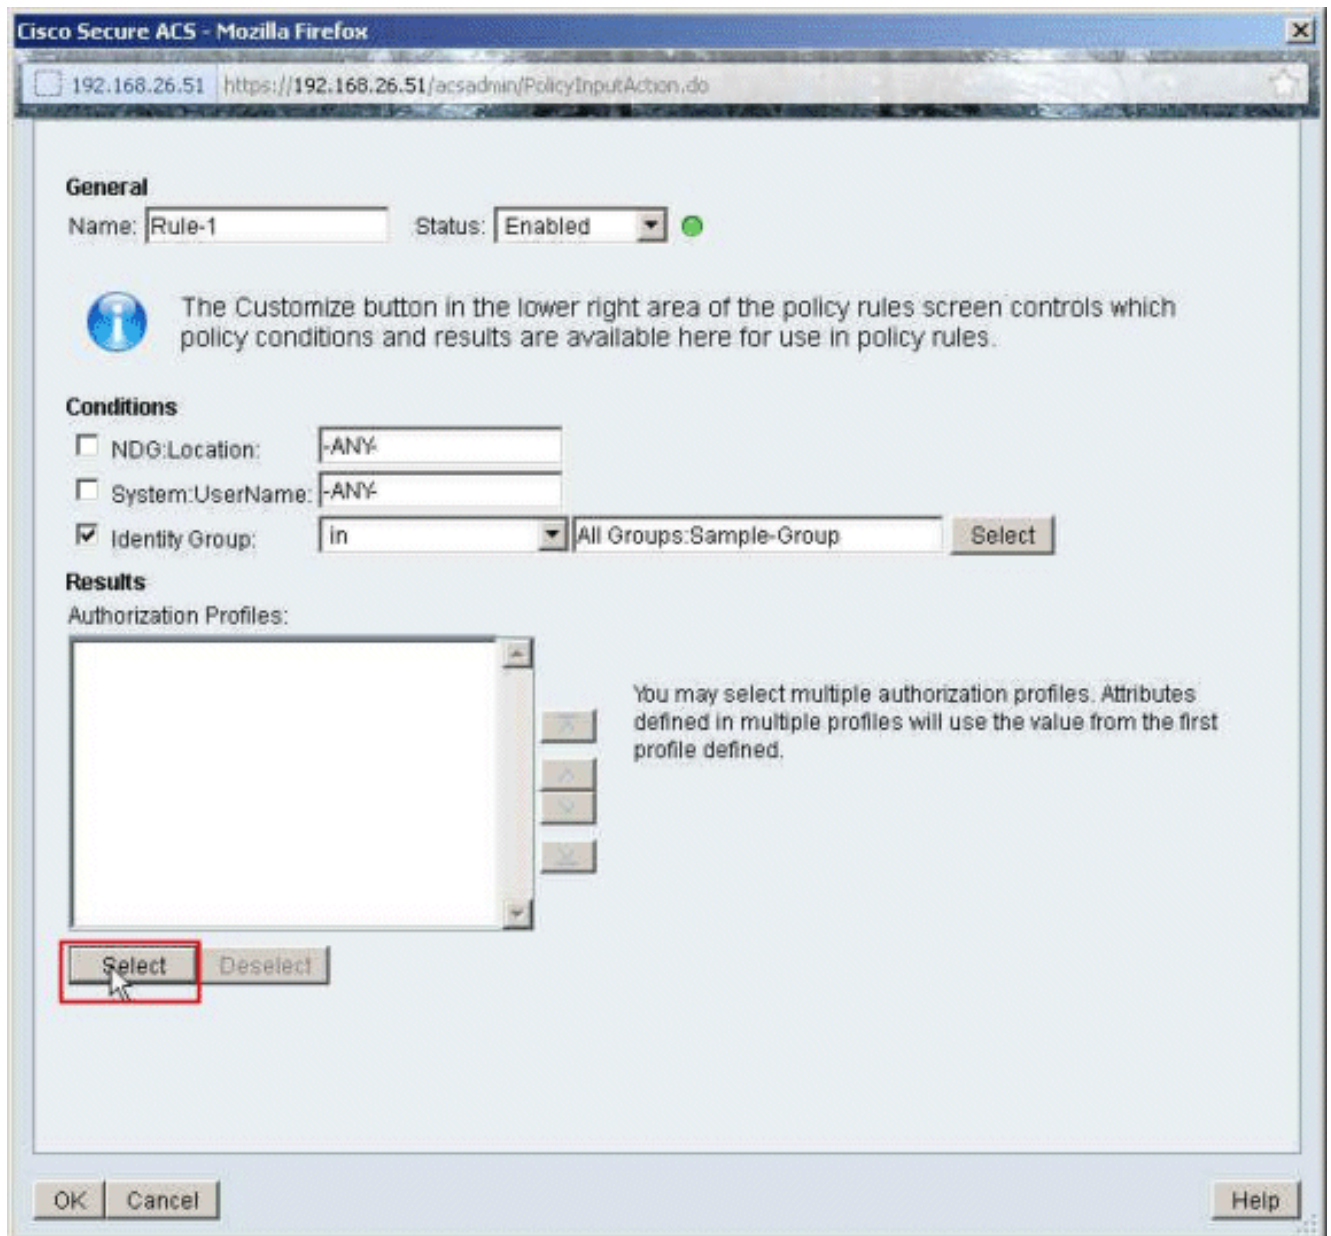 Cisco Secure ACS - Mozilla Firefox
192.168.26.51 https://192.168.26.51/acsadmin/PolicyInputAction.do
General
Name: Rule-1 Status: Enabled
The Customize button in the lower right area of the policy rules screen controls which
policy conditions and results are available here for use in policy rules.
Conditions
NDG:Location: -ANY-
System:UserName: -ANY-
Identity Group: in All Groups:Sample-Group Select
Results
Authorization Profiles:
You may select multiple authorization profiles. Attributes
defined in multiple profiles will use the value from the first
profile defined.
Select Deselect
OK Cancel Help